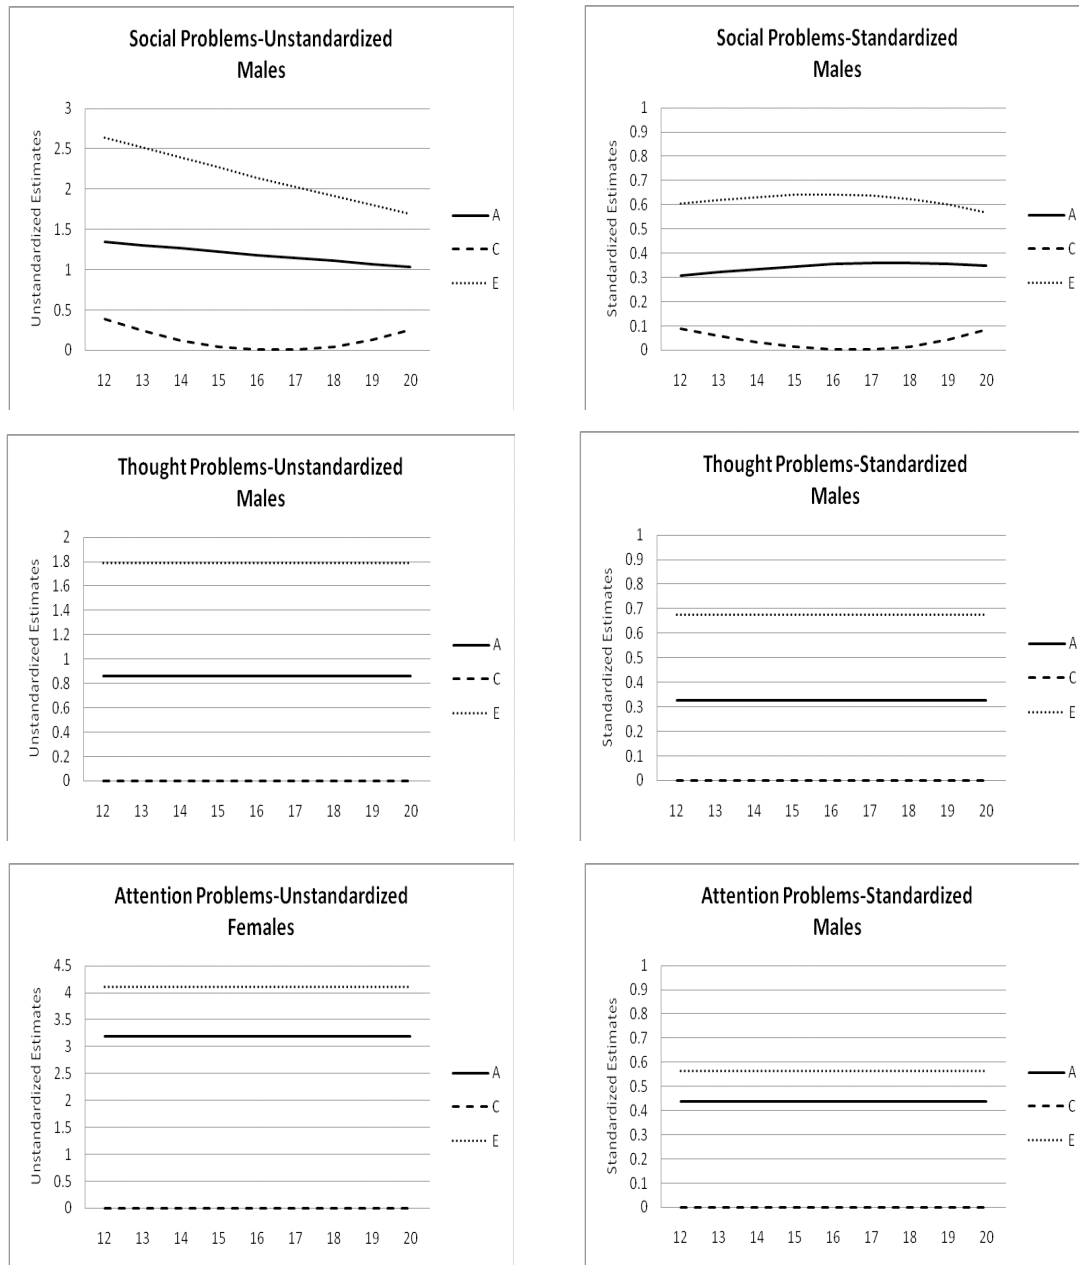 Social Problems-Unstandardized
Males
Unstandardized Estimates
3
2.5
2
1.5
1
0.5
0
12 13 14 15 16 17 18 19 20
A
C
E
Social Problems-Standardized
Males
Standardized Estimates
1
0.9
0.8
0.7
0.6
0.5
0.4
0.3
0.2
0.1
0
12 13 14 15 16 17 18 19 20
A
C
E
Thought Problems-Unstandardized
Males
Unstandardized Estimates
2
1.8
1.6
1.4
1.2
1
0.8
0.6
0.4
0.2
0
12 13 14 15 16 17 18 19 20
A
C
E
Thought Problems-Standardized
Males
Standardized Estimates
1
0.9
0.8
0.7
0.6
0.5
0.4
0.3
0.2
0.1
0
12 13 14 15 16 17 18 19 20
A
C
E
Attention Problems-Unstandardized
Females
Unstandardized Estimates
4.5
4
3.5
3
2.5
2
1.5
1
0.5
0
12 13 14 15 16 17 18 19 20
A
C
E
Attention Problems-Standardized
Males
Standardized Estimates
1
0.9
0.8
0.7
0.6
0.5
0.4
0.3
0.2
0.1
0
12 13 14 15 16 17 18 19 20
A
C
E